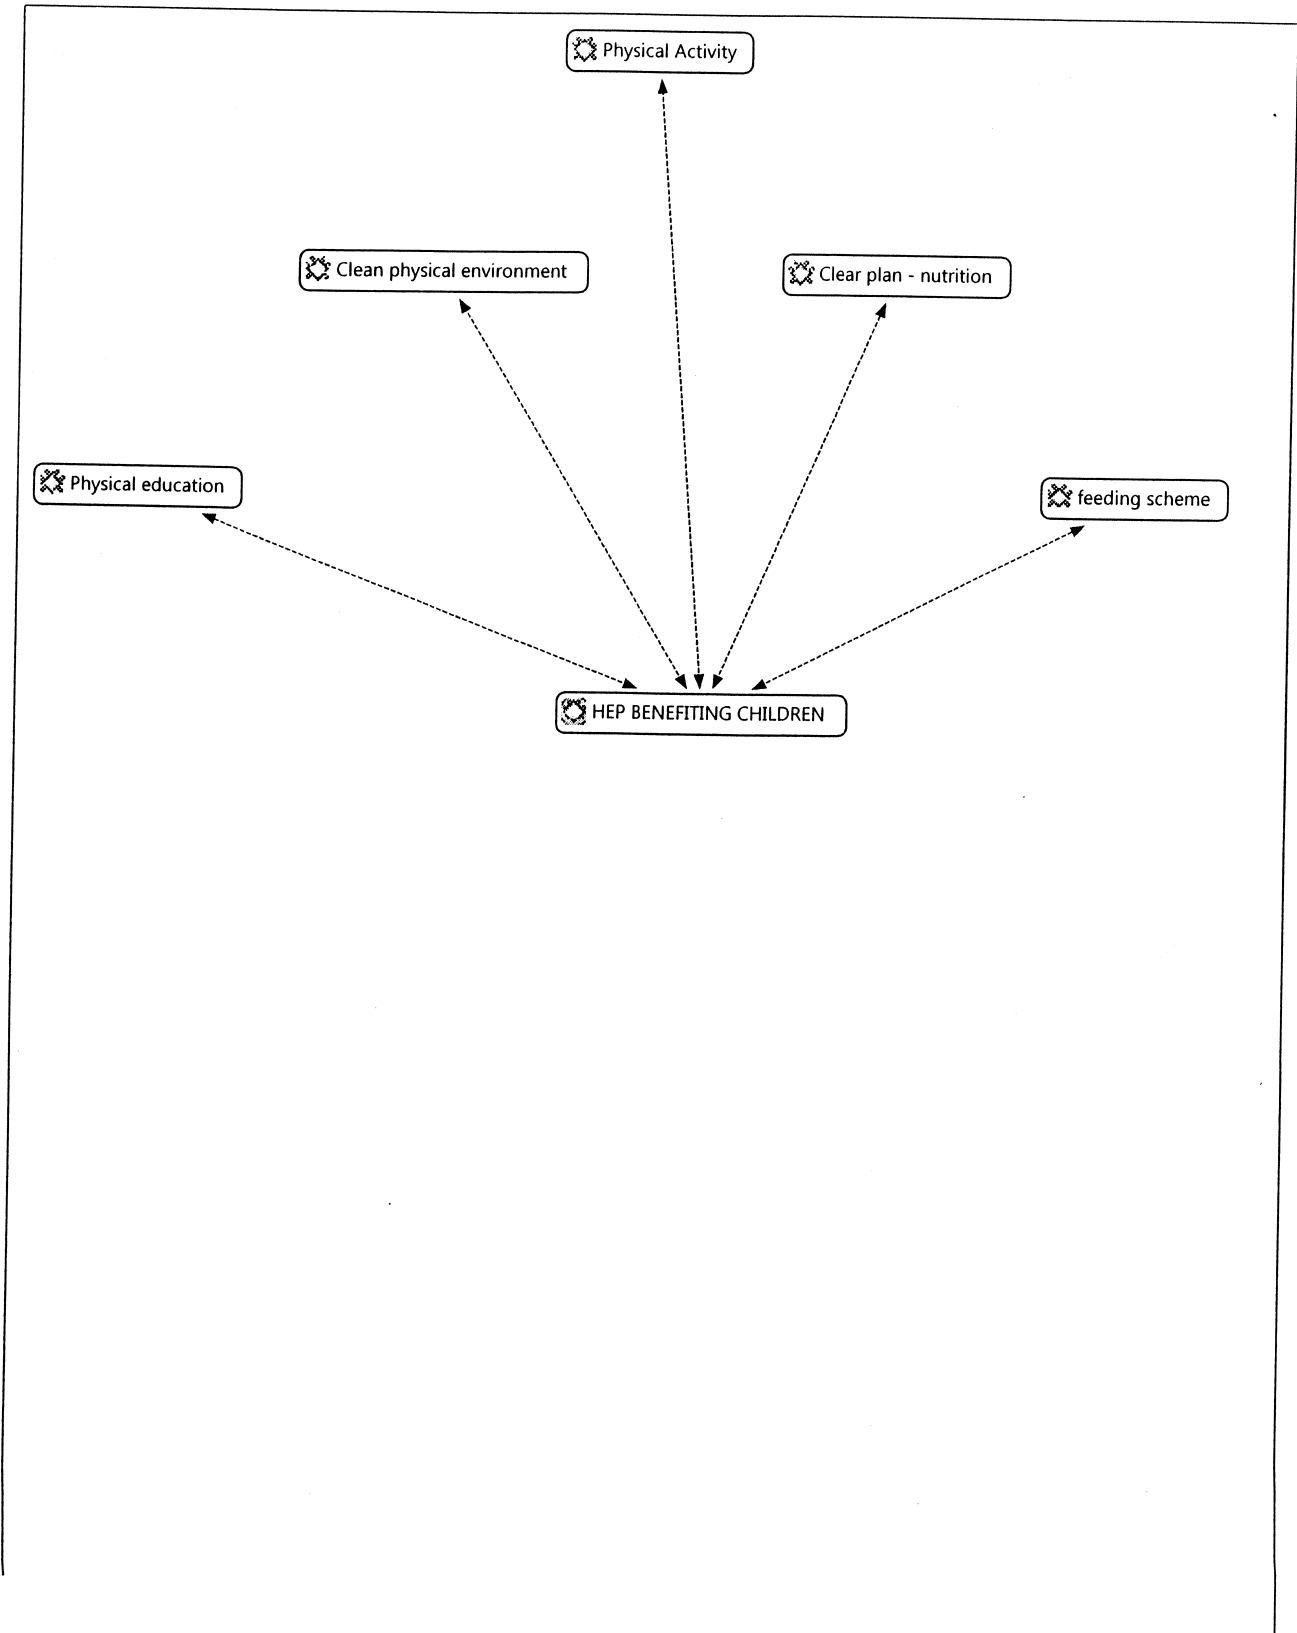 Physical Activity
Clean physical environment
Clear plan - nutrition
Physical education
feeding scheme
HEP BENEFITING CHILDREN